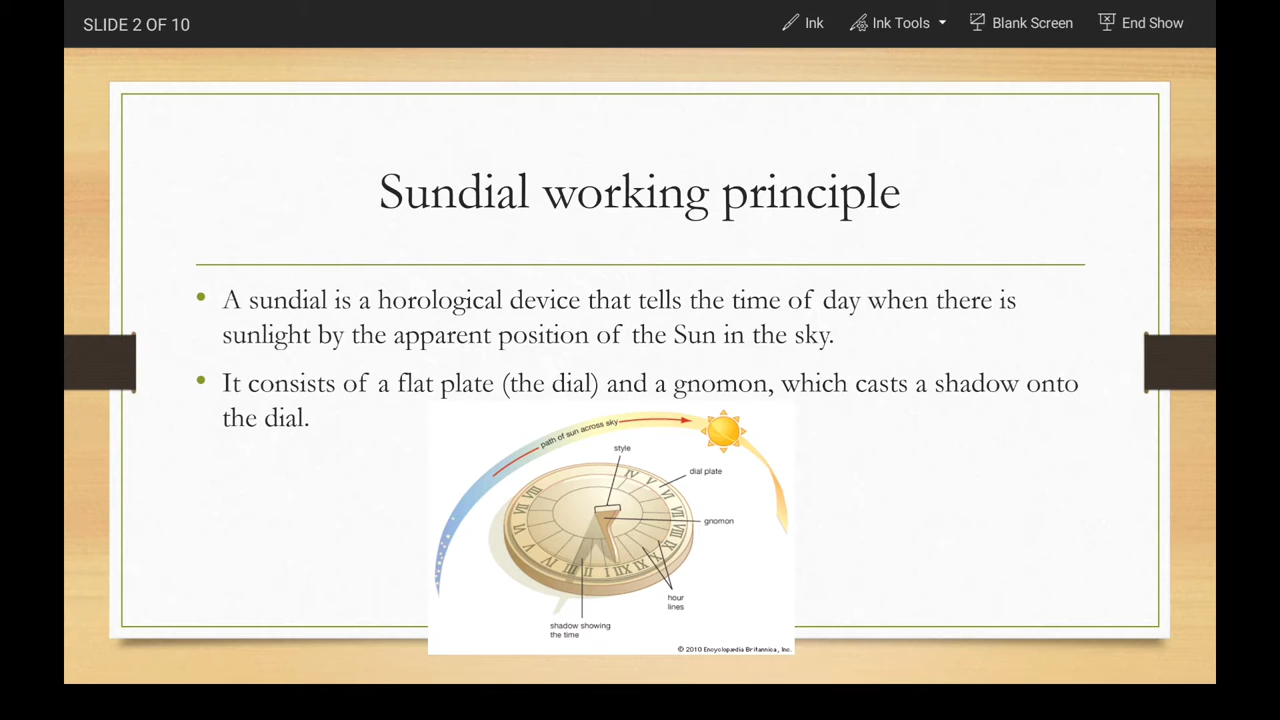 SLIDE 2 OF 10
Ink
Ink Tools
Blank Screen
End Show
Sundial working principle
• A sundial is a horological device that tells the time of day when there is
sunlight by the apparent position of the Sun in the sky.
• It consists of a flat plate (the dial) and a gnomon, which casts a shadow onto
the dial.
path of sun across sky
style
dial plate
gnomon
hour
lines
shadow showing
the time
© 2010 Encyclopædia Britannica, Inc.